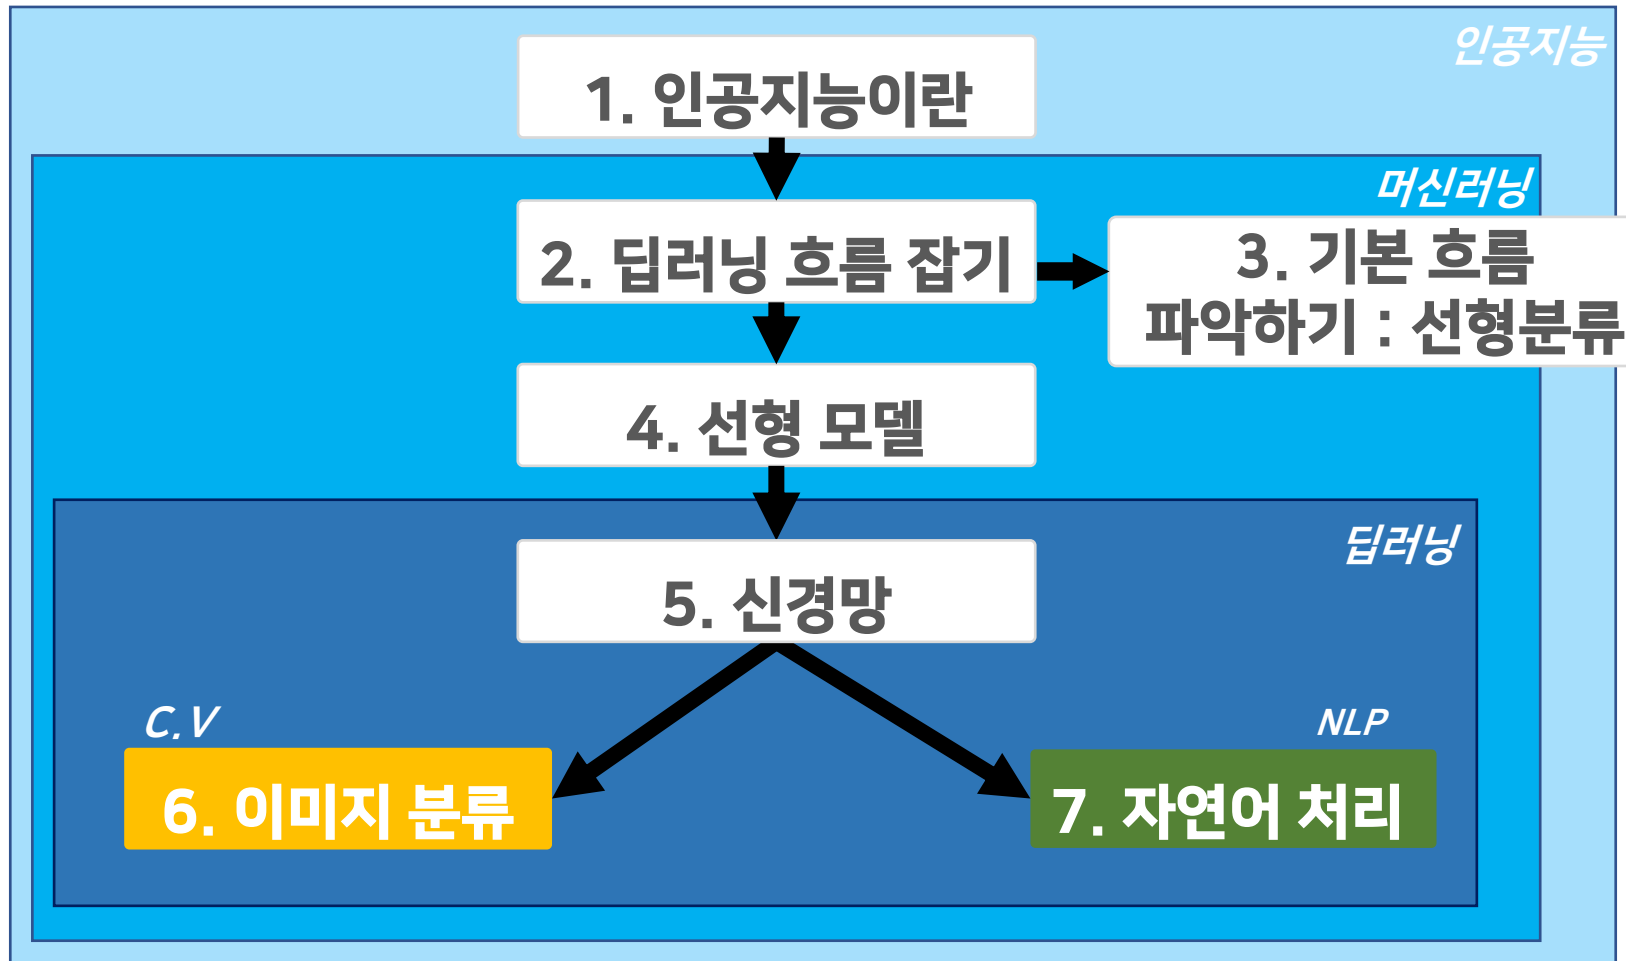 인공지능
1. 인공지능이란
머신러닝
2. 딥러닝 흐름 잡기
3. 기본 흐름
파악하기 : 선형분류
4. 선형 모델
딥러닝
5. 신경망
C.V
NLP
6. 이미지 분류
7. 자연어 처리